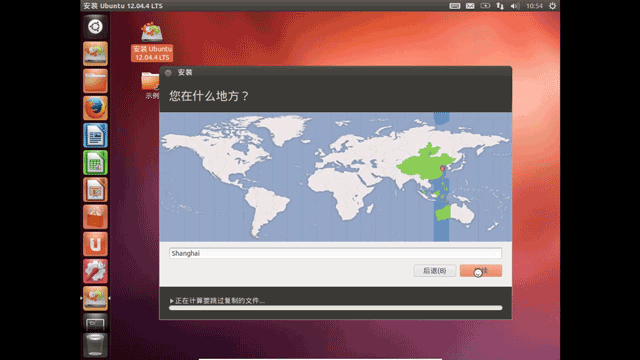 安装 Ubuntu 12.04.4 LTS
10:54
安装 Ubuntu
12.04.4 LTS
示例
安装
您在什么地方？
Shanghai
后退(B)
正在计算要跳过复制的文件...